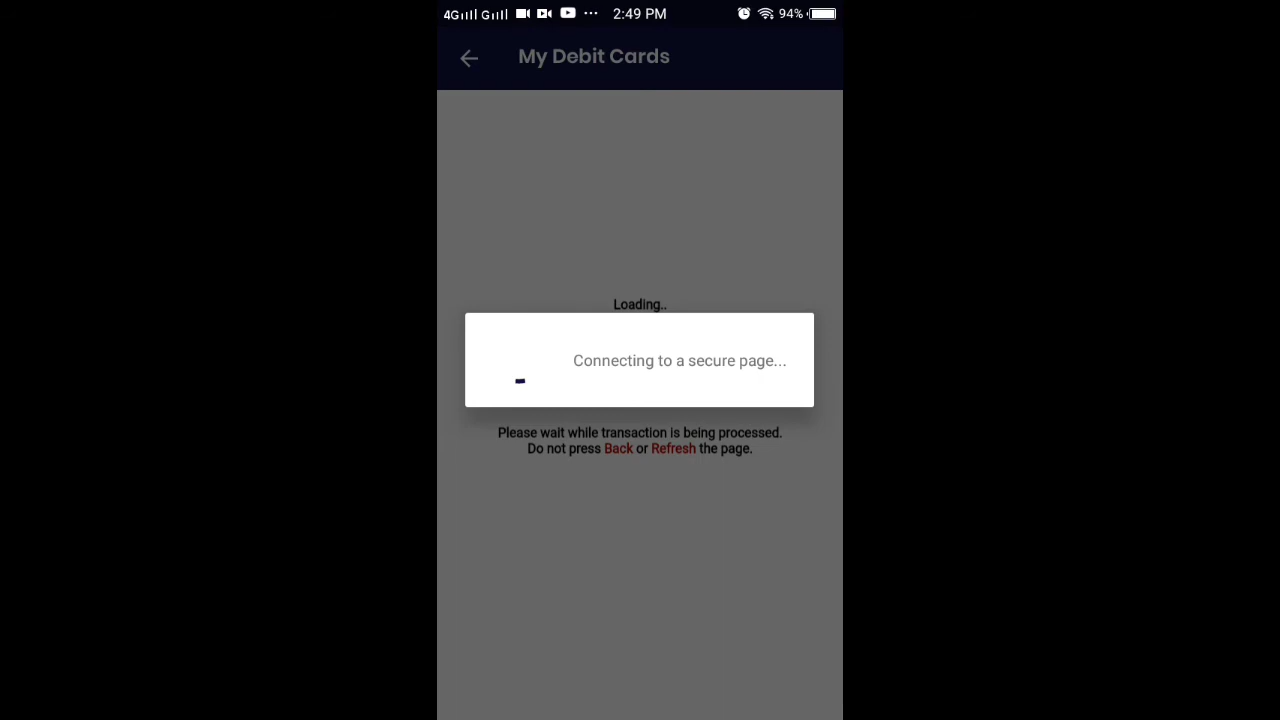 4G G 2:49 PM 94%
My Debit Cards
Loading..
Connecting to a secure page...
Please wait while transaction is being processed.
Do not press Back or Refresh the page.